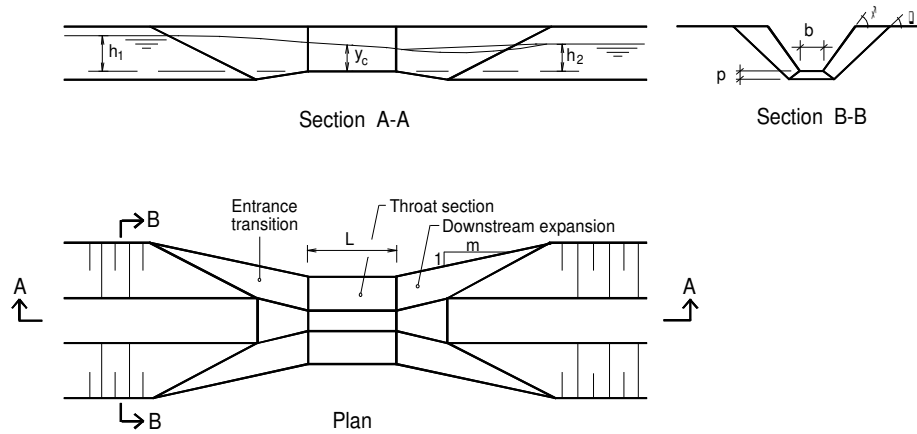 h1
yc
h2
Section A-A
b
p
Section B-B
B
Entrance
transition
Throat section
Downstream expansion
L
1
m
A
A
B
Plan